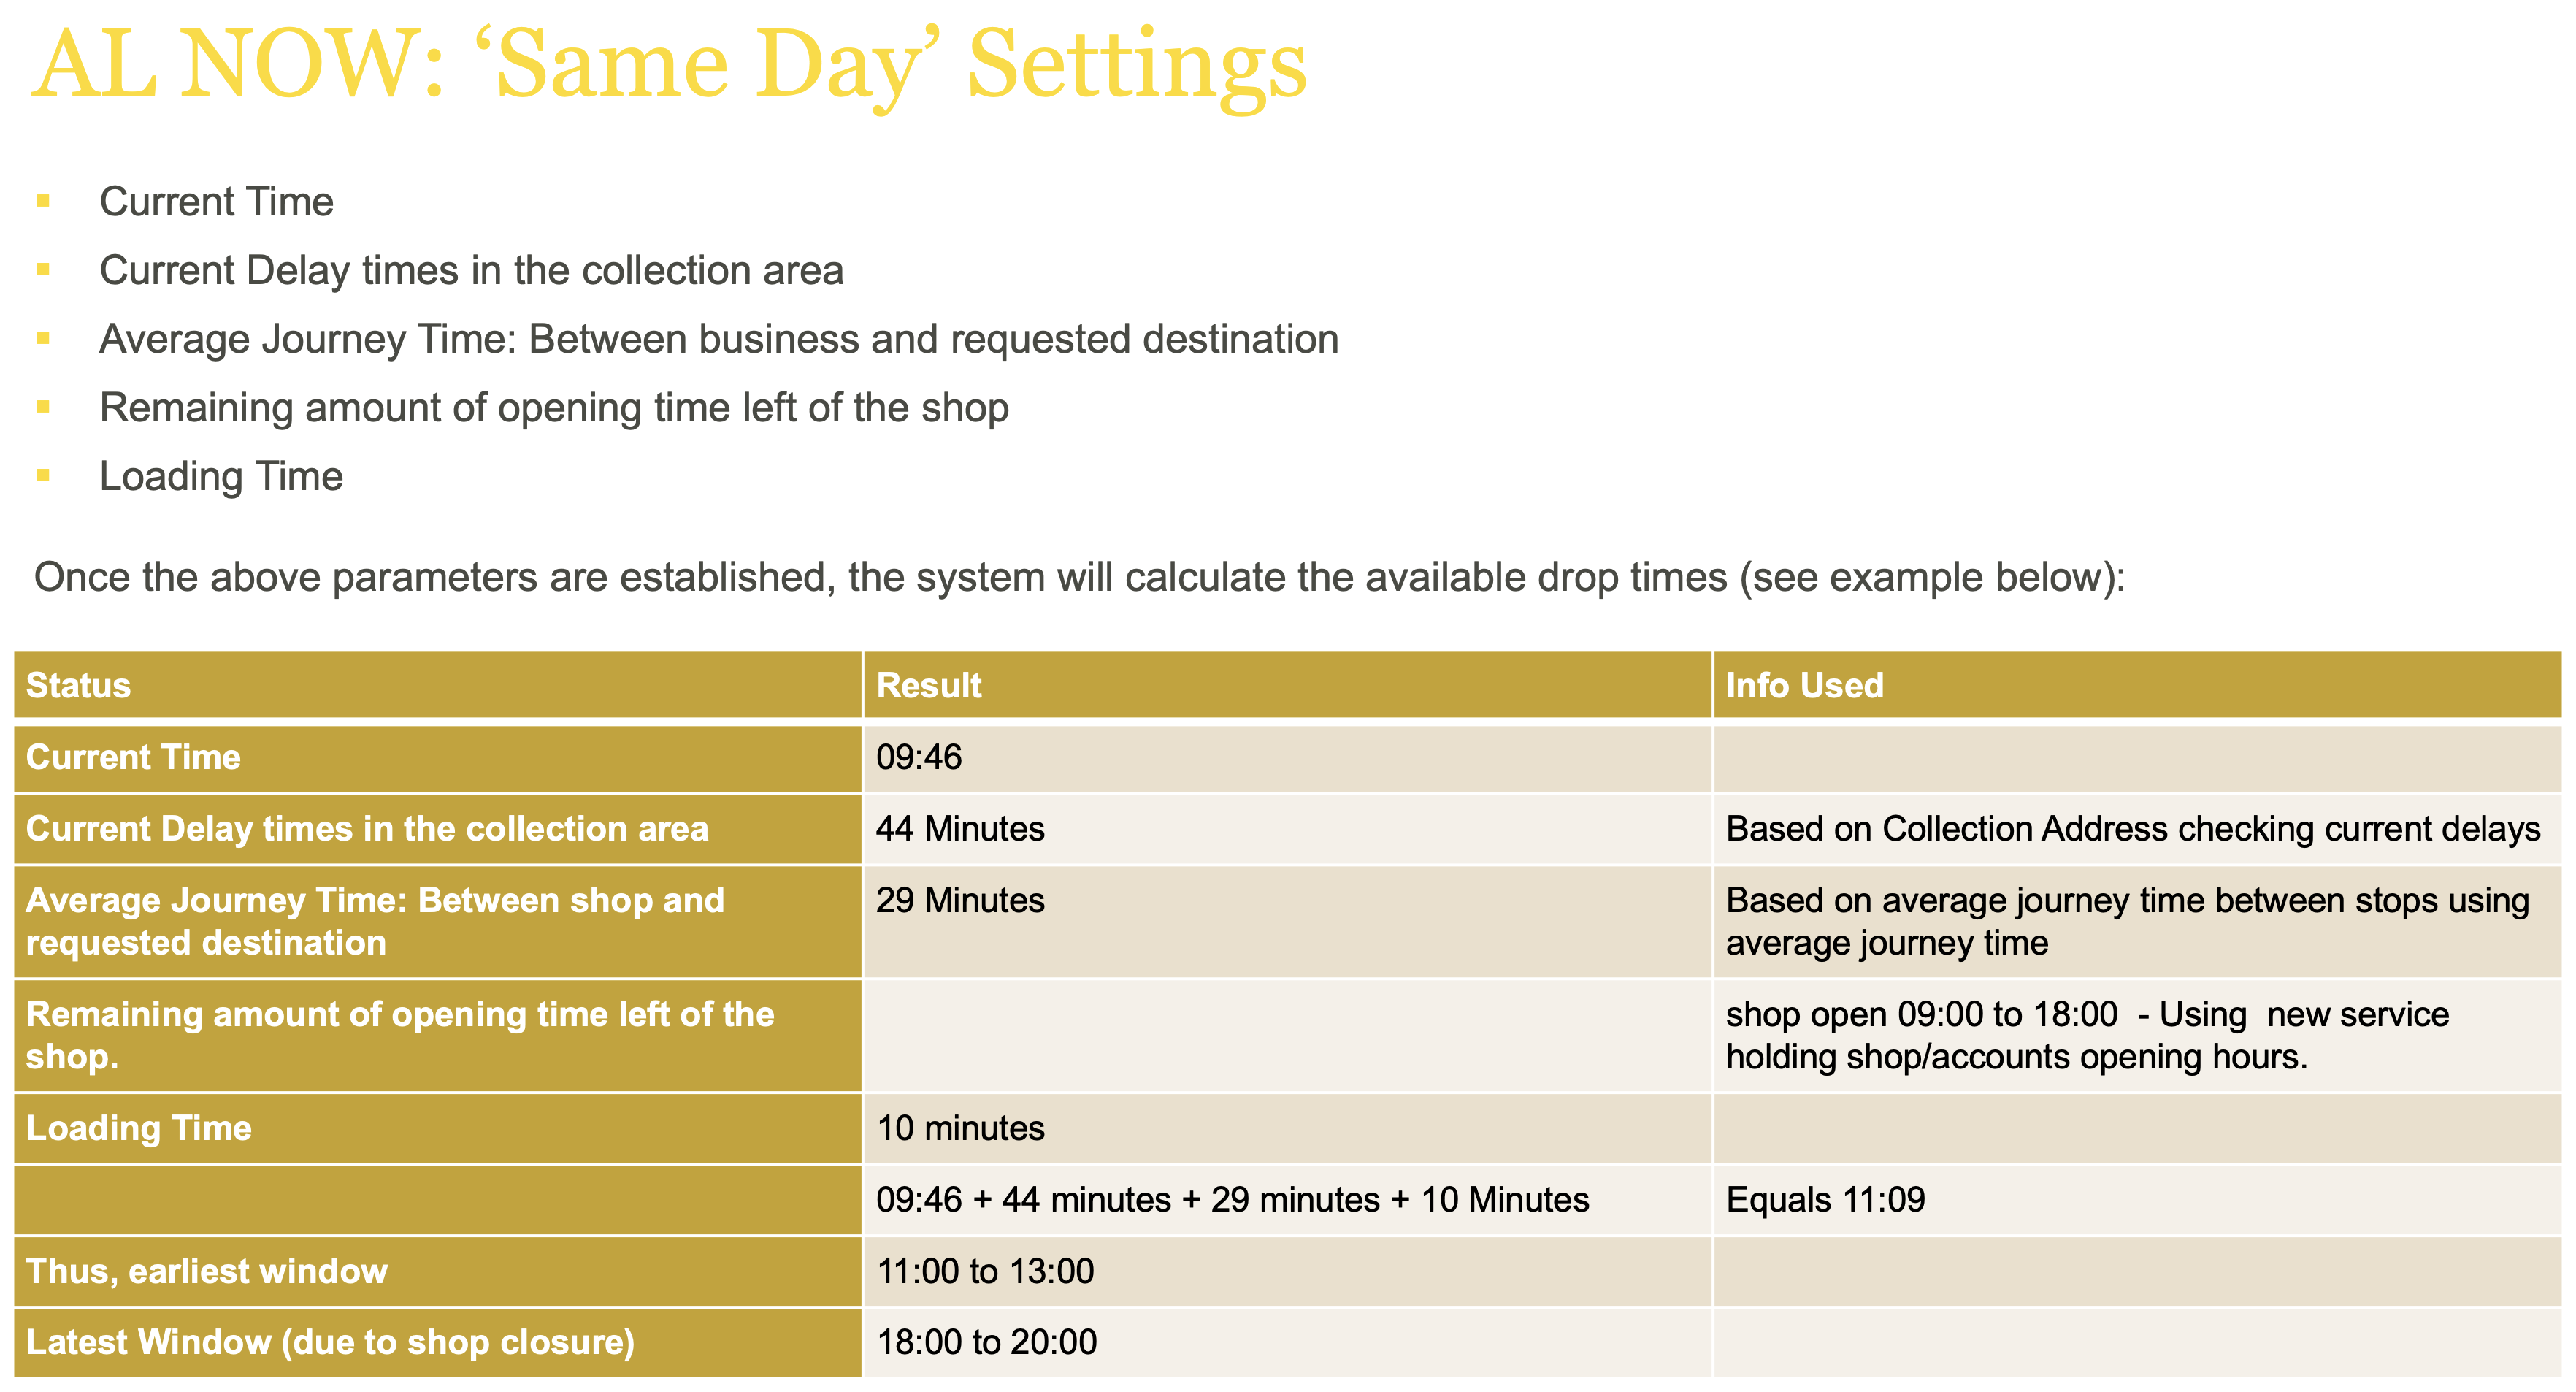 AL NOW: ‘Same Day’ Settings
▪ Current Time
▪ Current Delay times in the collection area
▪ Average Journey Time: Between business and requested destination
▪ Remaining amount of opening time left of the shop
▪ Loading Time
Once the above parameters are established, the system will calculate the available drop times (see example below):
Status Result Info Used
Current Time 09:46
Current Delay times in the collection area 44 Minutes Based on Collection Address checking current delays
Average Journey Time: Between shop and
requested destination
29 Minutes
Based on average journey time between stops using
average journey time
Remaining amount of opening time left of the
shop.
shop open 09:00 to 18:00  - Using  new service
holding shop/accounts opening hours.
Loading Time 10 minutes
09:46 + 44 minutes + 29 minutes + 10 Minutes Equals 11:09
Thus, earliest window 11:00 to 13:00
Latest Window (due to shop closure) 18:00 to 20:00